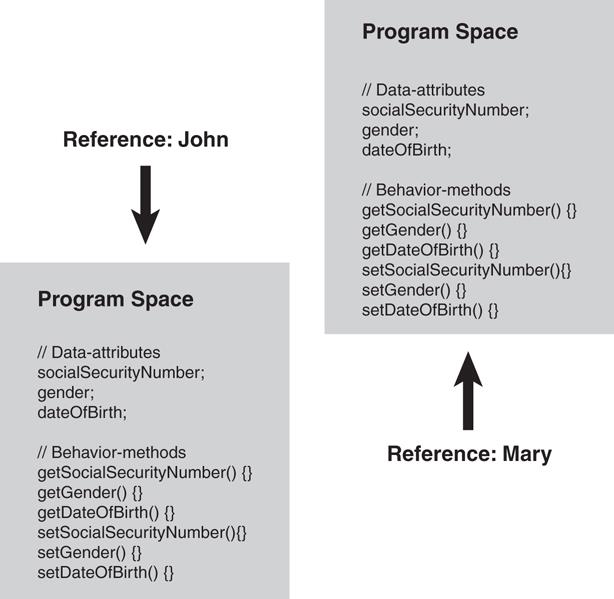 Reference: John
Program Space
// Data-attributes
socialSecurityNumber;
gender;
dateOfBirth;
// Behavior-methods
getSocialSecurityNumber() {}
getGender() {}
getDateOfBirth() {}
setSocialSecurityNumber(){}
setGender() {}
setDateOfBirth() {}
Program Space
// Data-attributes
socialSecurityNumber;
gender;
dateOfBirth;
// Behavior-methods
getSocialSecurityNumber() {}
getGender() {}
getDateOfBirth() {}
setSocialSecurityNumber(){}
setGender() {}
setDateOfBirth() {}
Reference: Mary